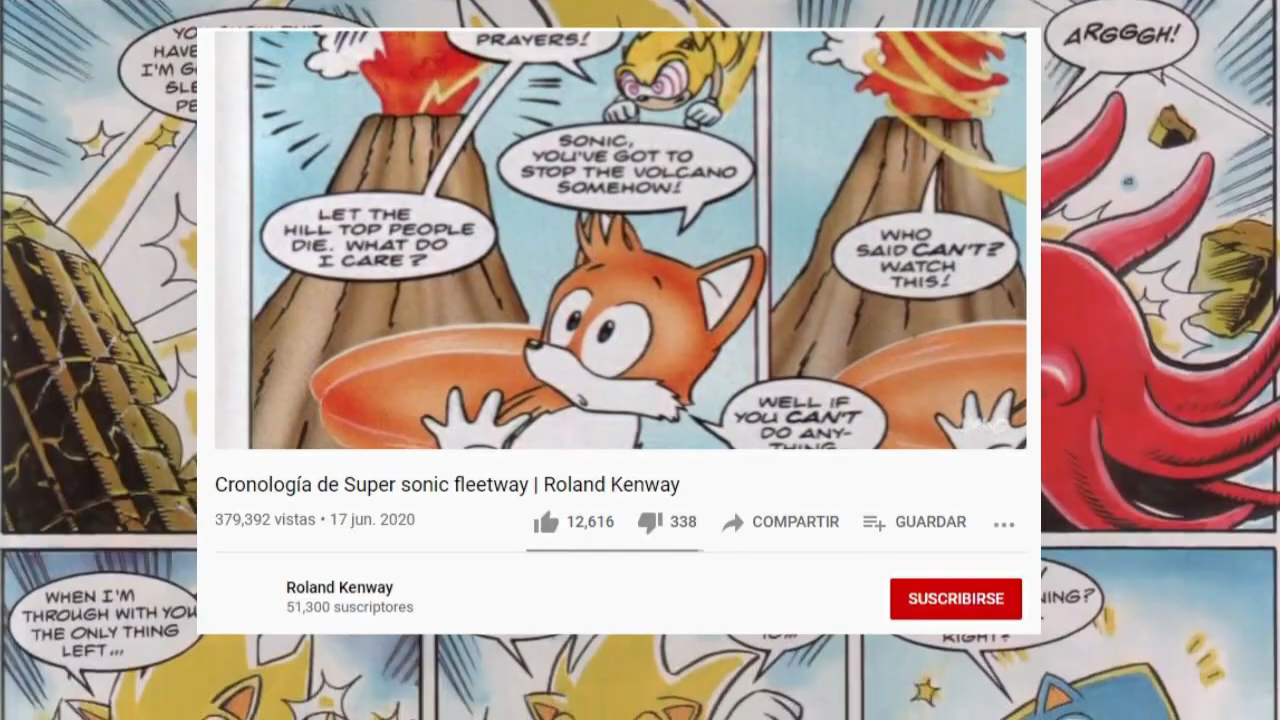 HAVE
I'M
PRAYERS!
ARGGGH!
SONIC,
YOU'VE GOT TO
STOP THE VOLCANO
SOMEHOW!
LET THE
HILL TOP PEOPLE
DIE. WHAT DO
I CARE?
WHO
SAID CAN'T?
WATCH
THIS!
WELL IF
YOU CAN'T
DO ANY-
THING
Cronología de Super sonic fleetway | Roland Kenway
379,392 vistas • 17 jun. 2020
12,616
338
COMPARTIR
GUARDAR
Roland Kenway
51,300 suscriptores
SUSCRIBIRSE
WHEN I'M
THROUGH WITH YOU
THE ONLY THING
LEFT...
RIGHT?